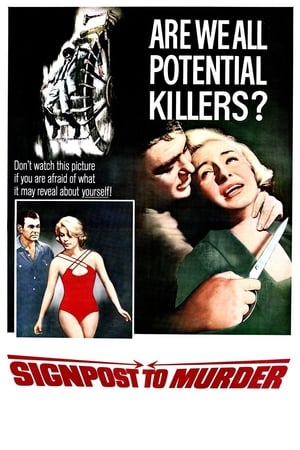 ARE WE ALL
POTENTIAL
KILLERS?
Don't watch this picture
if you are afraid of what
it may reveal about yourself!
SIGNPOST TO MURDER